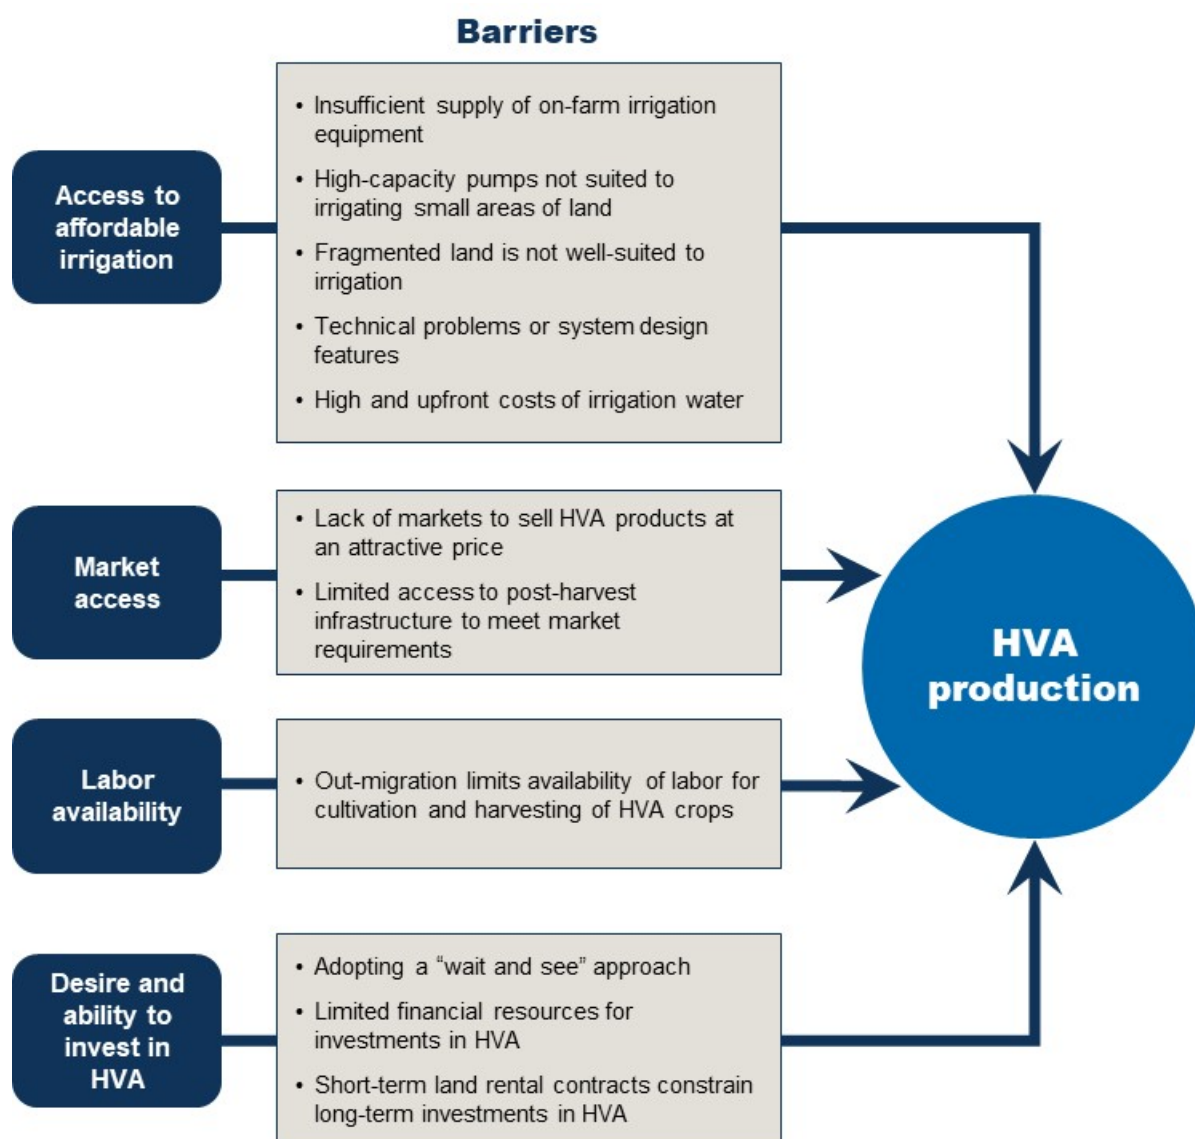 Barriers
Access to
affordable
irrigation
• Insufficient supply of on-farm irrigation
equipment
• High-capacity pumps not suited to
irrigating small areas of land
• Fragmented land is not well-suited to
irrigation
• Technical problems or system design
features
• High and upfront costs of irrigation water
Market
access
• Lack of markets to sell HVA products at
an attractive price
• Limited access to post-harvest
infrastructure to meet market
requirements
Labor
availability
• Out-migration limits availability of labor for
cultivation and harvesting of HVA crops
Desire and
ability to
invest in
HVA
• Adopting a “wait and see” approach
• Limited financial resources for
investments in HVA
• Short-term land rental contracts constrain
long-term investments in HVA
HVA
production